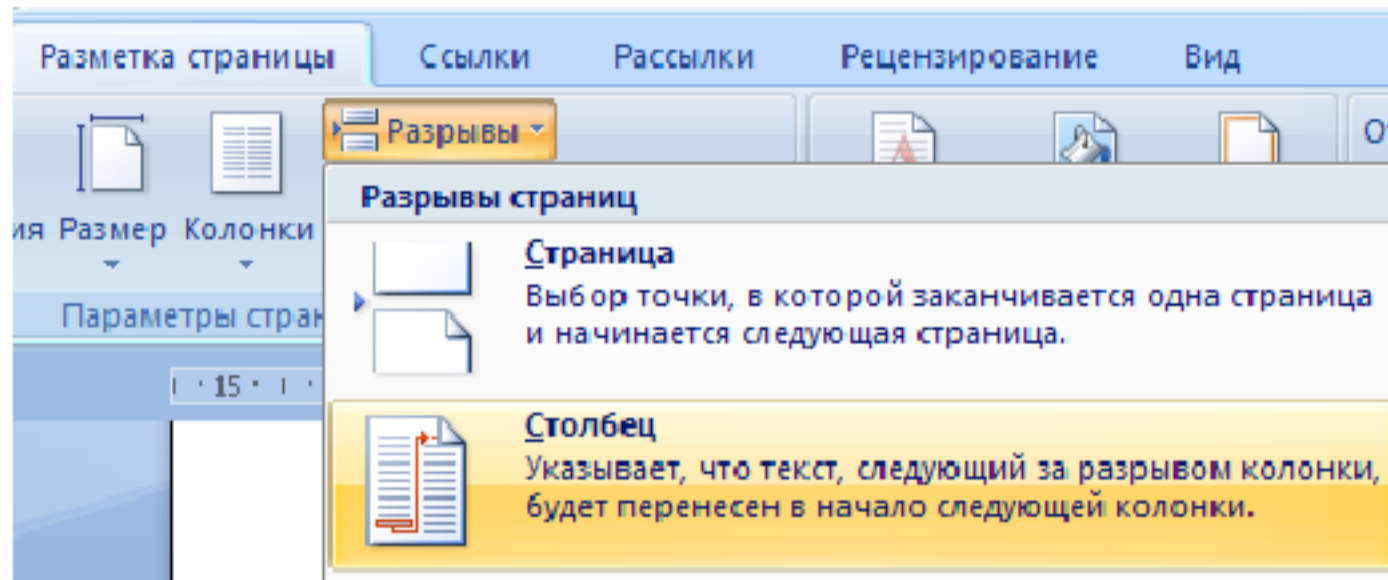 Разметка страницы Ссылки Рассылки Рецензирование Вид
Разрывы
ия Размер Колонки
Параметры стран
Разрывы страниц
Страница
Выбор точки, в которой заканчивается одна страница
и начинается следующая страница.
15
Столбец
Указывает, что текст, следующий за разрывом колонки,
будет перенесен в начало следующей колонки.